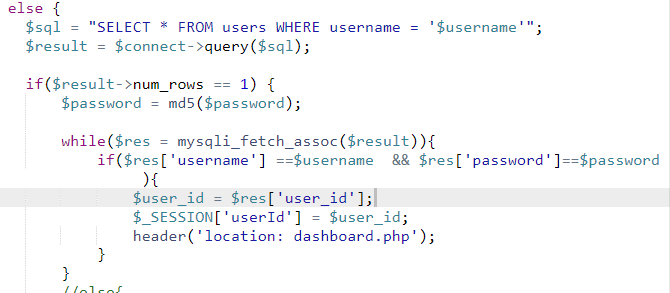 else {
$sql = "SELECT * FROM users WHERE username = '$username'";
$result = $connect->query($sql);
if($result->num_rows == 1) {
$password = md5($password);
while($res = mysqli_fetch_assoc($result)){
if($res['username'] ==$username  && $res['password']==$password
){
$user_id = $res['user_id'];
$_SESSION['userId'] = $user_id;
header('location: dashboard.php');
}
}
//else{